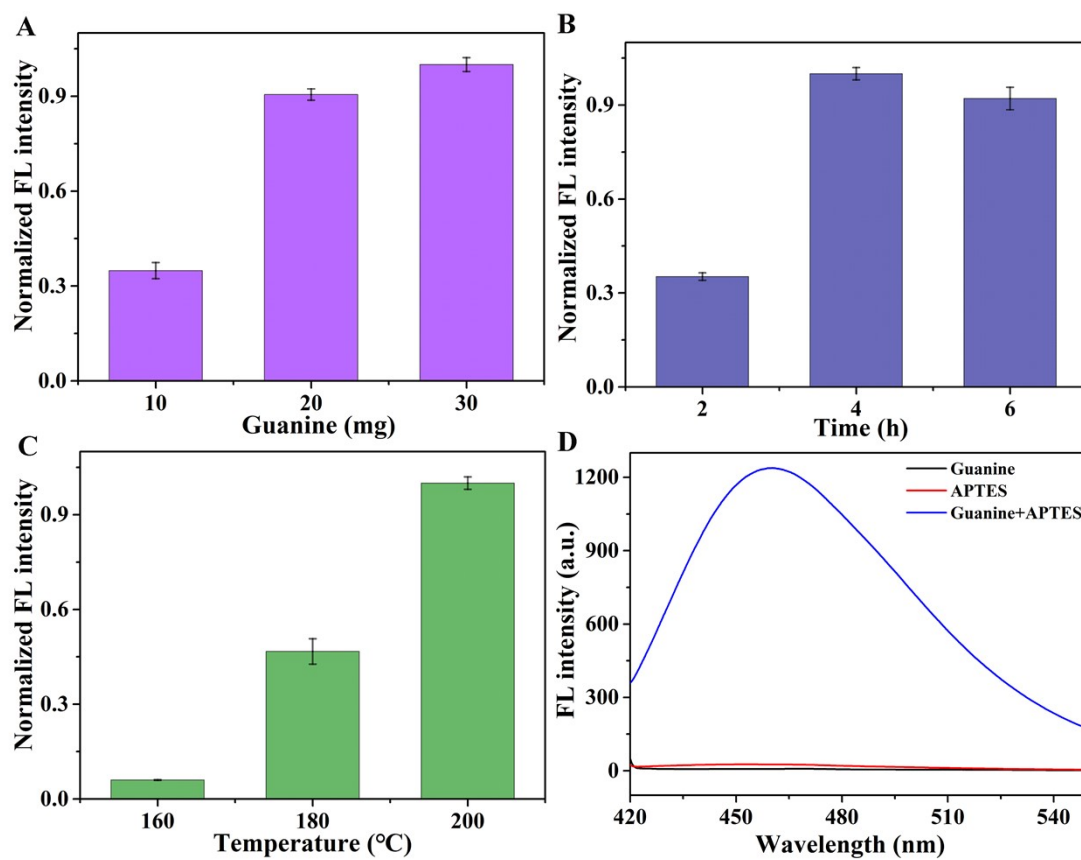 A
Normalized FL intensity
0.9
0.6
0.3
0.0
10 20 30
Guanine (mg)
B
Normalized FL intensity
0.9
0.6
0.3
0.0
2 4 6
Time (h)
C
Normalized FL intensity
0.9
0.6
0.3
0.0
160 180 200
Temperature (°C)
D
FL intensity (a.u.)
1200
900
600
300
0
Guanine
APTES
Guanine+APTES
420 450 480 510 540
Wavelength (nm)